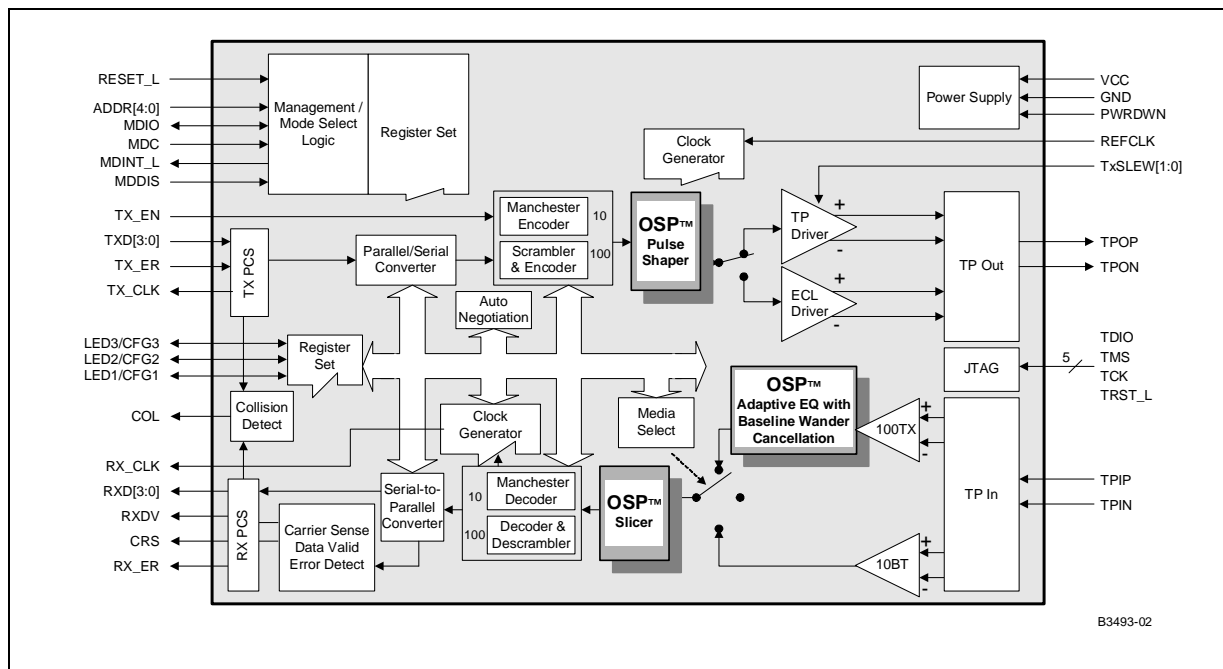 RESET_L
ADDR[4:0]
MDIO
MDC
MDINT_L
MDDIS
Management /
Mode Select
Logic
Register Set
Power Supply
VCC
GND
PWRDWN
REFCLK
TxSLEW[1:0]
Clock
Generator
TX_EN
TXD[3:0]
TX_ER
TX_CLK
TX PCS
Parallel/Serial
Converter
Manchester
Encoder
10
Scrambler
& Encoder
100
OSP™
Pulse
Shaper
TP
Driver
+
-
ECL
Driver
+
-
TP Out
TPOP
TPON
Auto
Negotiation
LED3/CFG3
LED2/CFG2
LED1/CFG1
Register
Set
JTAG
5
TDIO
TMS
TCK
TRST_L
COL
Collision
Detect
Clock
Generator
Media
Select
OSP™
Adaptive EQ with
Baseline Wander
Cancellation
100TX
+
-
TP In
TPIP
TPIN
RX_CLK
RXD[3:0]
RXDV
CRS
RX_ER
RX PCS
Carrier Sense
Data Valid
Error Detect
Serial-to-
Parallel
Converter
10
Manchester
Decoder
100
Decoder &
Descrambler
OSP™
Slicer
10BT
+
-
B3493-02